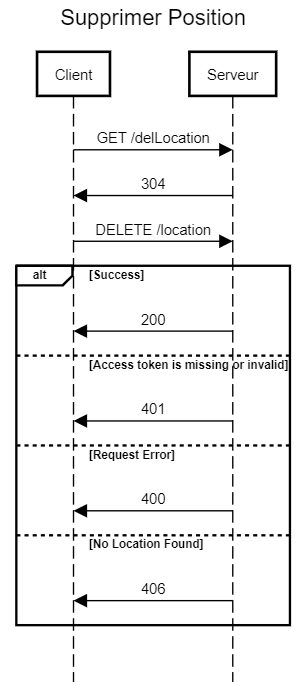 Supprimer Position
Client
Serveur
GET /delLocation
304
DELETE /location
alt
[Success]
200
[Access token is missing or invalid]
401
[Request Error]
400
[No Location Found]
406